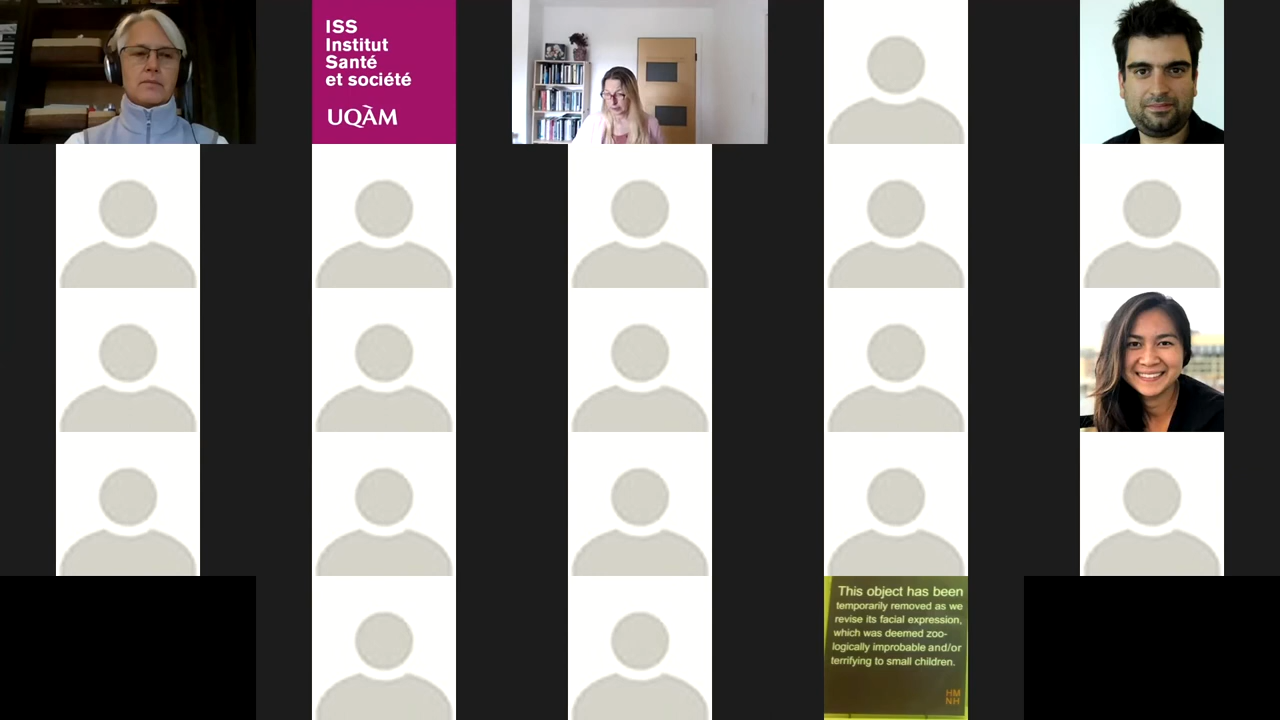 ISS
Institut
Santé
et société
UQÀM
This object has been
temporarily removed as we
revise its facial expression,
which was deemed zoo-
logically improbable and/or
terrifying to small children.
HM
NH